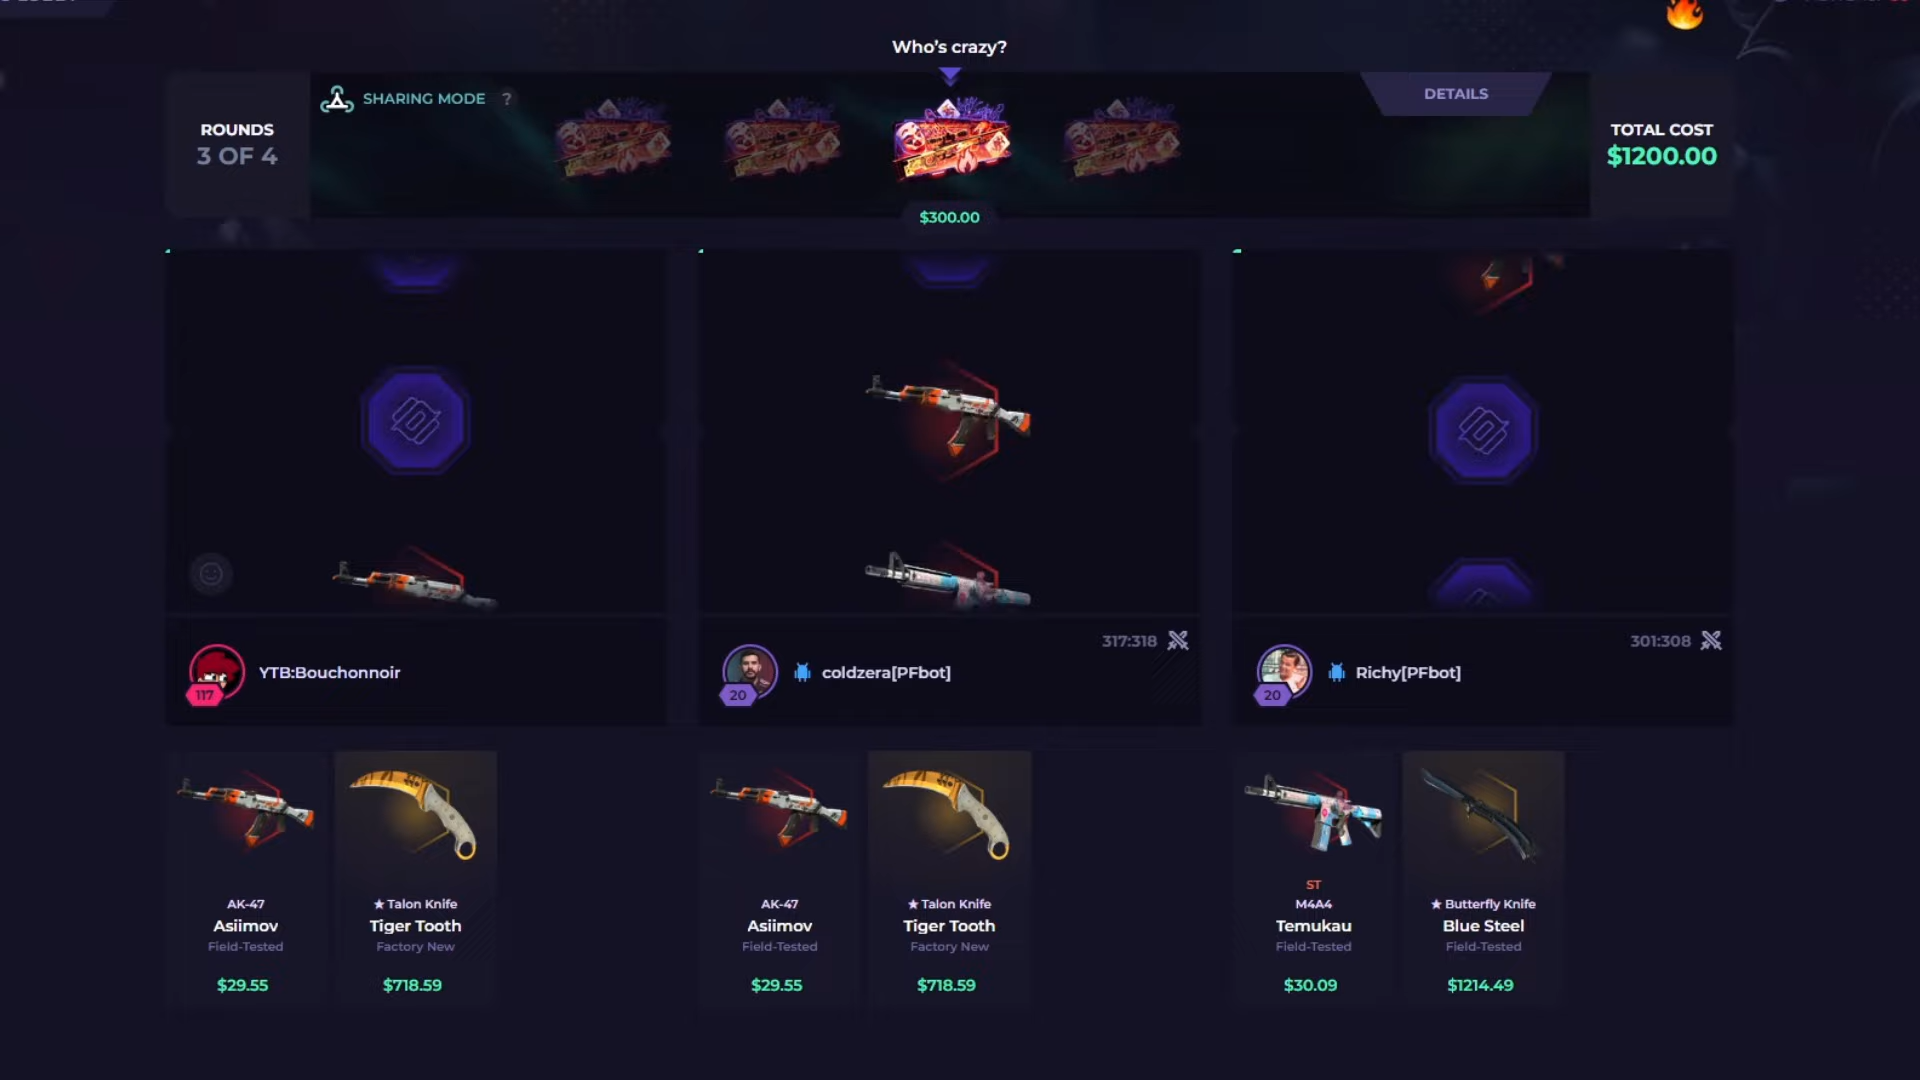 Who's crazy?
ROUNDS
3 OF 4
SHARING MODE ?
DETAILS
TOTAL COST
$1200.00
$300.00
117
YTB:Bouchonnoir
317:318
20
coldzera[PFbot]
301:308
20
Richy[PFbot]
AK-47
Asiimov
Field-Tested
$29.55
★ Talon Knife
Tiger Tooth
Factory New
$718.59
AK-47
Asiimov
Field-Tested
$29.55
★ Talon Knife
Tiger Tooth
Factory New
$718.59
ST
M4A4
Temukau
Field-Tested
$30.09
★ Butterfly Knife
Blue Steel
Field-Tested
$1214.49